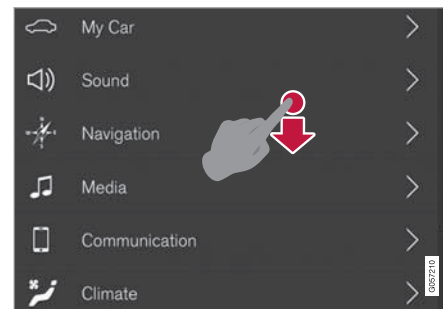 My Car
Sound
Navigation
Media
Communication
Climate
G057210